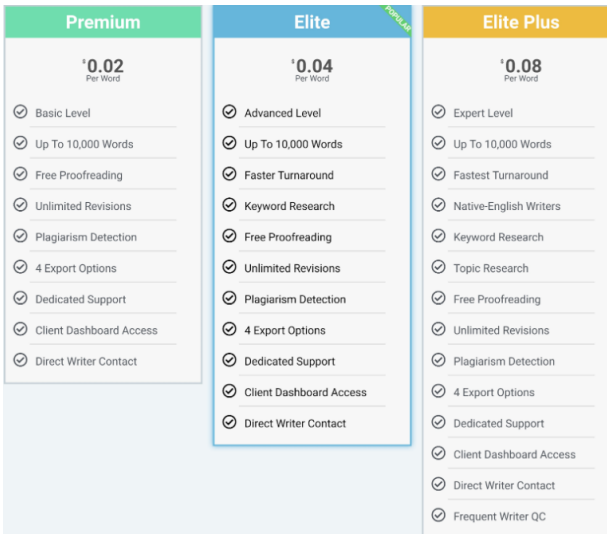 Premium
$0.02
Per Word
Basic Level
Up To 10,000 Words
Free Proofreading
Unlimited Revisions
Plagiarism Detection
4 Export Options
Dedicated Support
Client Dashboard Access
Direct Writer Contact
Elite
POPULAR
$0.04
Per Word
Advanced Level
Up To 10,000 Words
Faster Turnaround
Keyword Research
Free Proofreading
Unlimited Revisions
Plagiarism Detection
4 Export Options
Dedicated Support
Client Dashboard Access
Direct Writer Contact
Elite Plus
$0.08
Per Word
Expert Level
Up To 10,000 Words
Fastest Turnaround
Native-English Writers
Keyword Research
Topic Research
Free Proofreading
Unlimited Revisions
Plagiarism Detection
4 Export Options
Dedicated Support
Client Dashboard Access
Direct Writer Contact
Frequent Writer QC